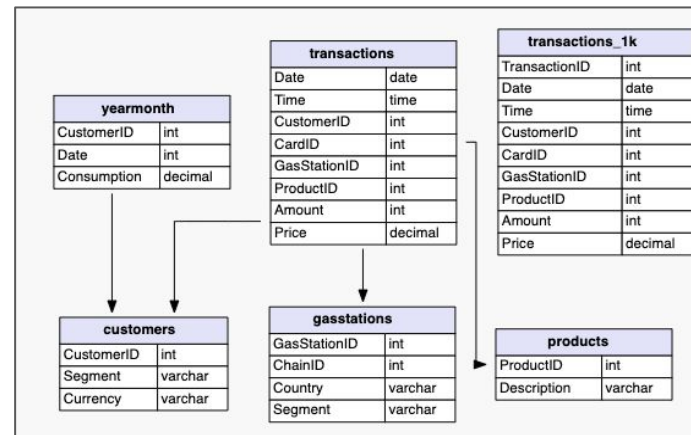 transactions
Date date
Time time
CustomerID int
CardID int
GasStationID int
ProductID int
Amount int
Price decimal
transactions_1k
TransactionID int
Date date
Time time
CustomerID int
CardID int
GasStationID int
ProductID int
Amount int
Price decimal
yearmonth
CustomerID int
Date int
Consumption decimal
customers
CustomerID int
Segment varchar
Currency varchar
gasstations
GasStationID int
ChainID int
Country varchar
Segment varchar
products
ProductID int
Description varchar